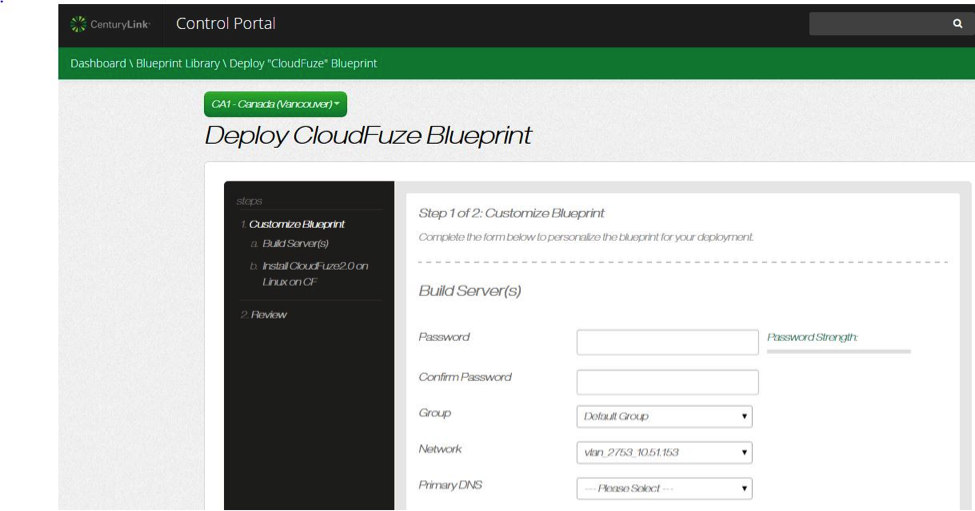 CenturyLink Control Portal
Dashboard \ Blueprint Library \ Deploy "CloudFuze" Blueprint
CA1 - Canada (Vancouver)
Deploy CloudFuze Blueprint
steps
1. Customize Blueprint
a. Build Server(s)
b. Install CloudFuze2.0 on
Linux on CF
2. Review
Step 1 of 2: Customize Blueprint
Complete the form below to personalize the blueprint for your deployment.
Build Server(s)
Password
Password Strength:
Confirm Password
Group
Default Group
Network
vlan_2753_10.51.153
Primary DNS
--- Please Select ---